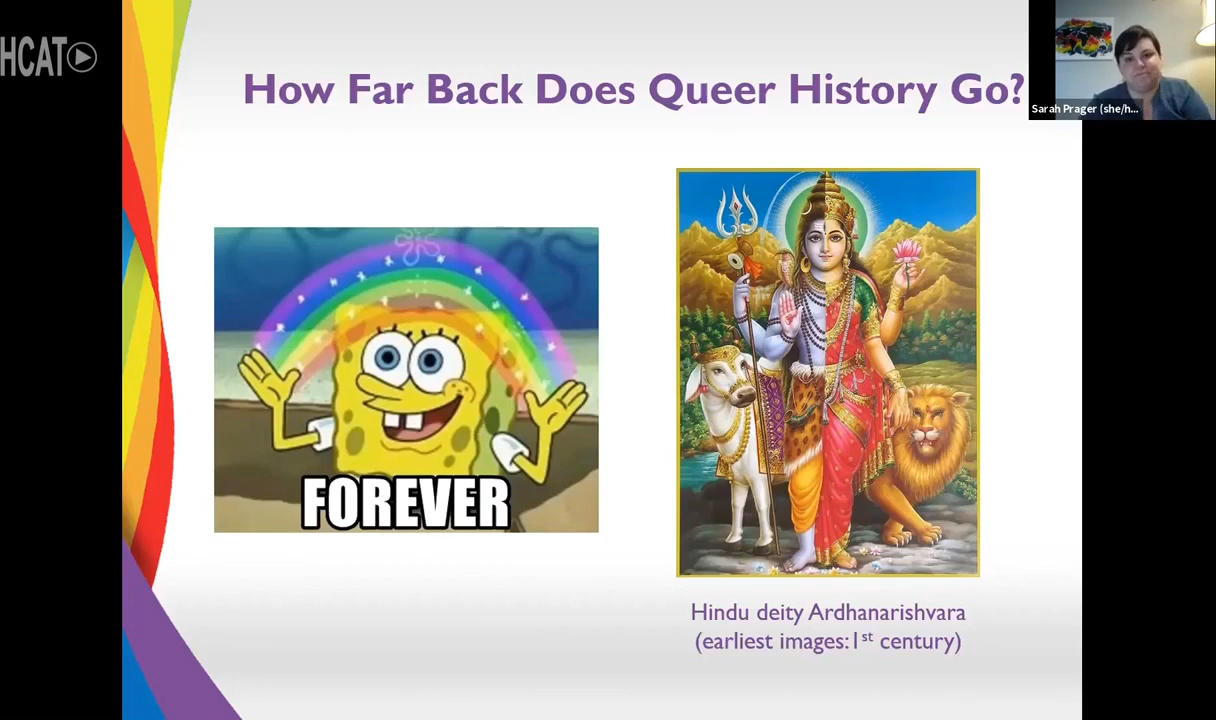 HCAT
How Far Back Does Queer History Go?
Sarah Prager (she/h...
FOREVER
Hindu deity Ardhanarishvara
(earliest images:1st century)